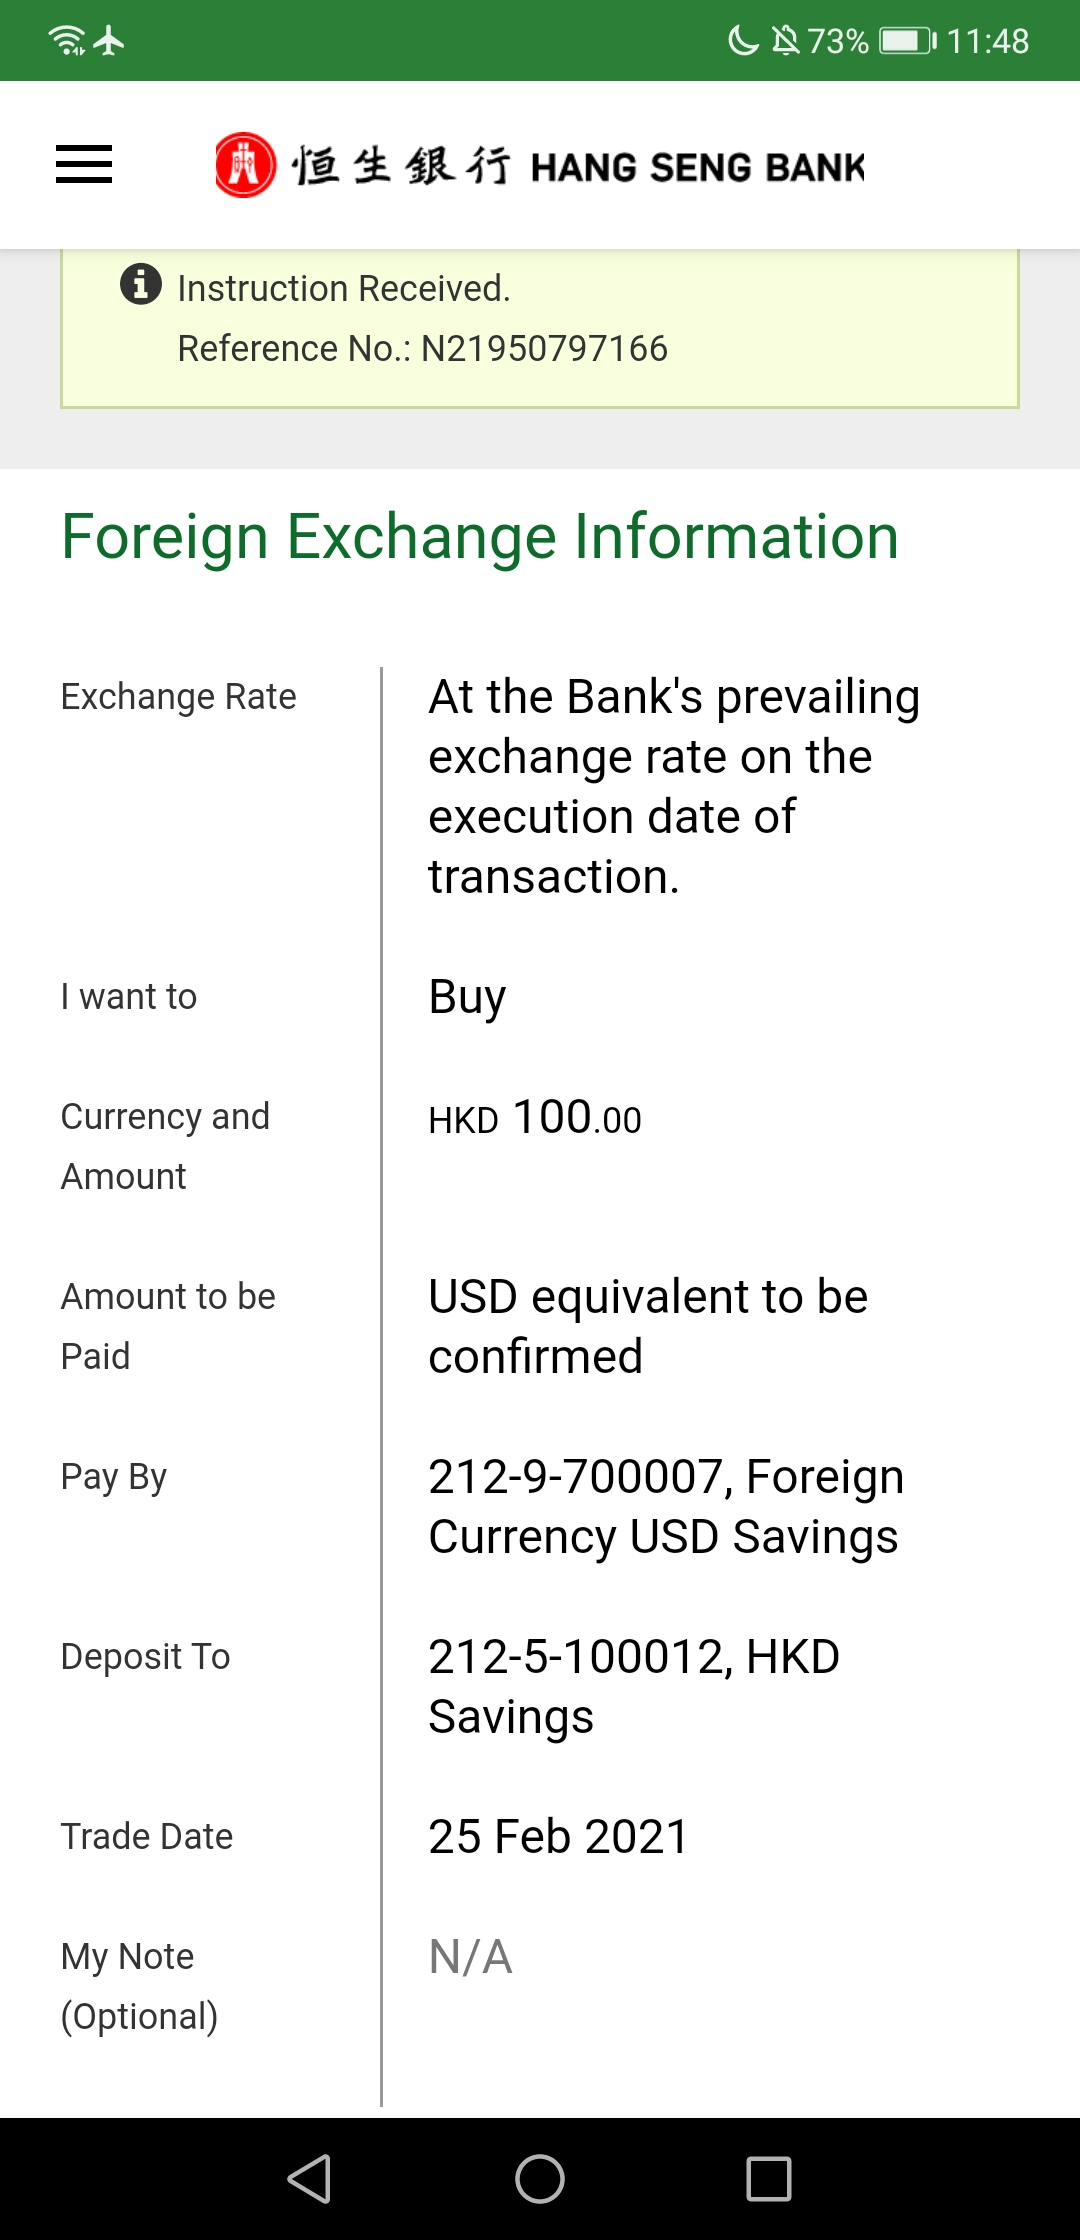 73% 11:48
恒生銀行 HANG SENG BANK
Instruction Received.
Reference No.: N21950797166
Foreign Exchange Information
Exchange Rate
At the Bank's prevailing
exchange rate on the
execution date of
transaction.
I want to
Buy
Currency and
Amount
HKD 100.00
Amount to be
Paid
USD equivalent to be
confirmed
Pay By
212-9-700007, Foreign
Currency USD Savings
Deposit To
212-5-100012, HKD
Savings
Trade Date
25 Feb 2021
My Note
(Optional)
N/A